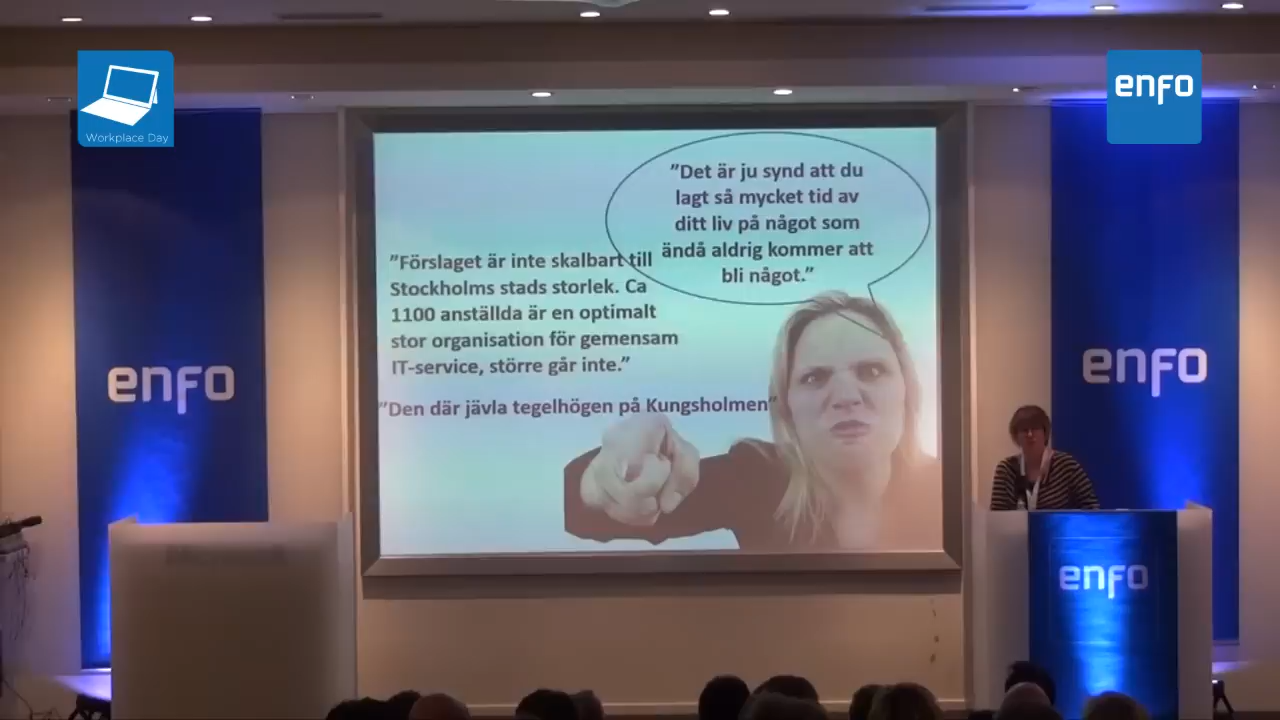 Workplace Day
enfo
"Det är ju synd att du
lagt så mycket tid av
ditt liv på något som
ändå aldrig kommer att
bli något."
"Förslaget är inte skalbart till
Stockholms stads storlek. Ca
1100 anställda är en optimalt
stor organisation för gemensam
IT-service, större går inte."
"Den där jävla tegelhögen på Kungsholmen"
enfo
enfo
enfo